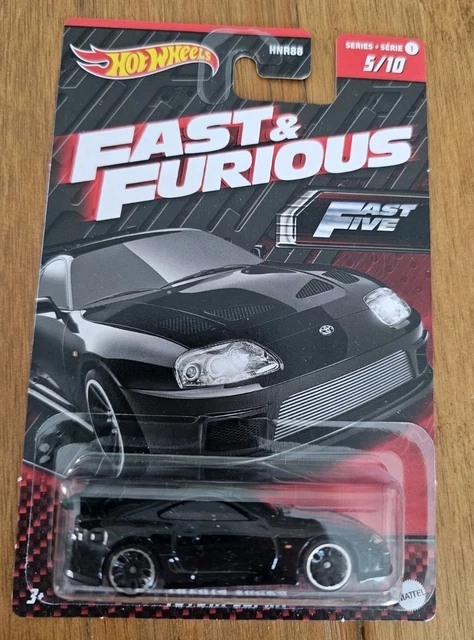 Hot Wheels
HNR88
SERIES • SÉRIE 1
5/10
FAST &
FURIOUS
FAST
FIVE
3+
MATTEL